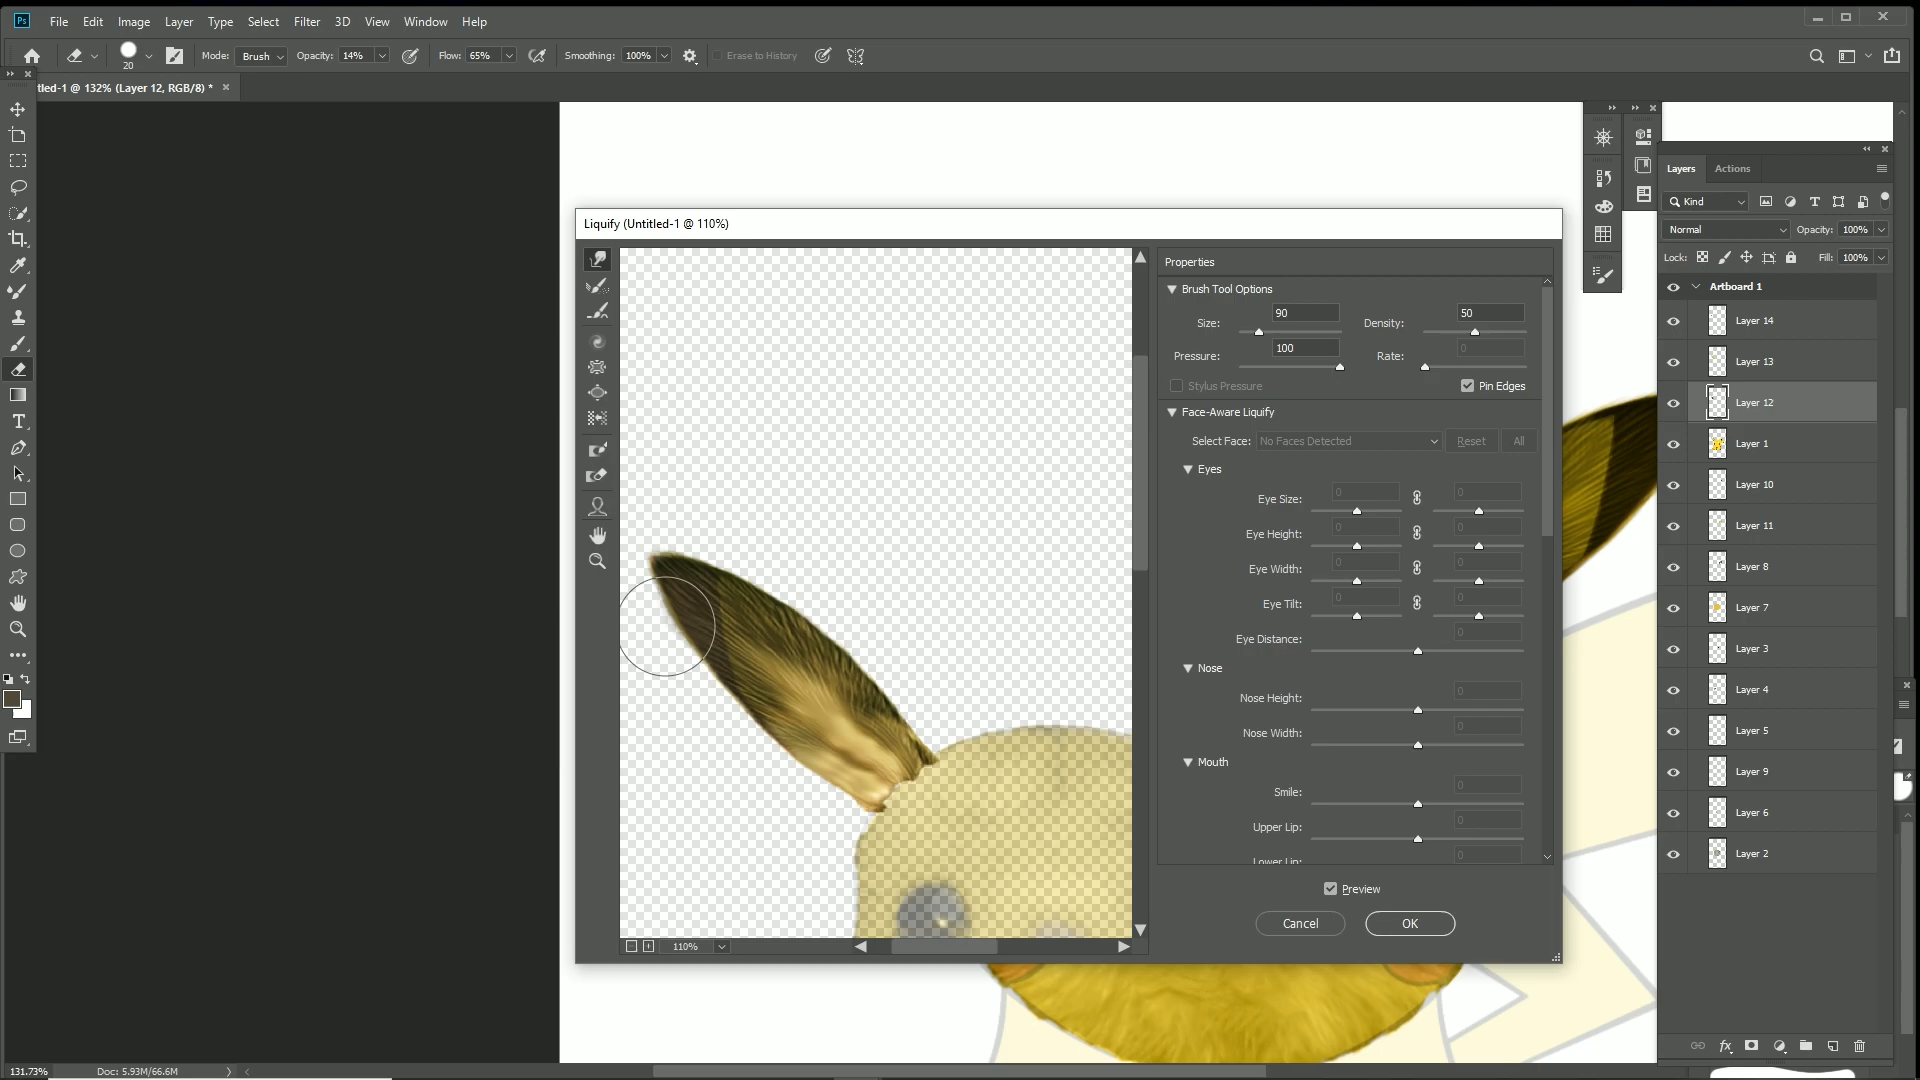 Ps File Edit Image Layer Type Select Filter 3D View Window Help
20 Mode: Brush Opacity: 14% Flow: 65% Smoothing: 100% Erase to History
tled-1 @ 132% (Layer 12, RGB/8) *
Liquify (Untitled-1 @ 110%)
Properties
Brush Tool Options
Size: 90 Density: 50
Pressure: 100 Rate: 0
Stylus Pressure Pin Edges
Face-Aware Liquify
Select Face: No Faces Detected Reset All
Eyes
Eye Size: 0 0
Eye Height: 0 0
Eye Width: 0 0
Eye Tilt: 0 0
Eye Distance: 0
Nose
Nose Height: 0
Nose Width: 0
Mouth
Smile: 0
Upper Lip: 0
Lower Lip: 0
Preview
Cancel OK
110%
Layers Actions
Kind
Normal Opacity: 100%
Lock: Fill: 100%
Artboard 1
Layer 14
Layer 13
Layer 12
Layer 1
Layer 10
Layer 11
Layer 8
Layer 7
Layer 3
Layer 4
Layer 5
Layer 9
Layer 6
Layer 2
fx
131.73% Doc: 5.93M/66.6M